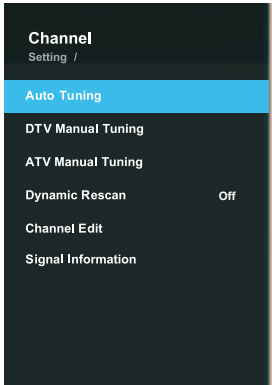 Channel
Setting /
Auto Tuning
DTV Manual Tuning
ATV Manual Tuning
Dynamic Rescan Off
Channel Edit
Signal Information